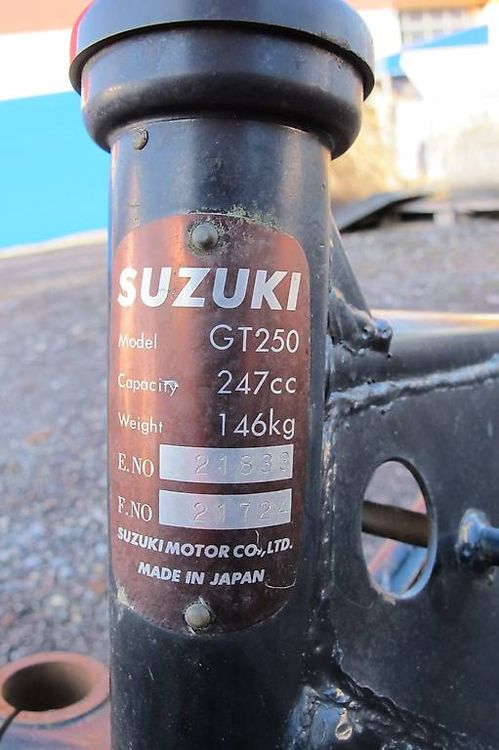 SUZUKI
Model GT250
Capacity 247cc
Weight 146kg
E.NO 21833
F.NO 21724
SUZUKI MOTOR CO., LTD.
MADE IN JAPAN